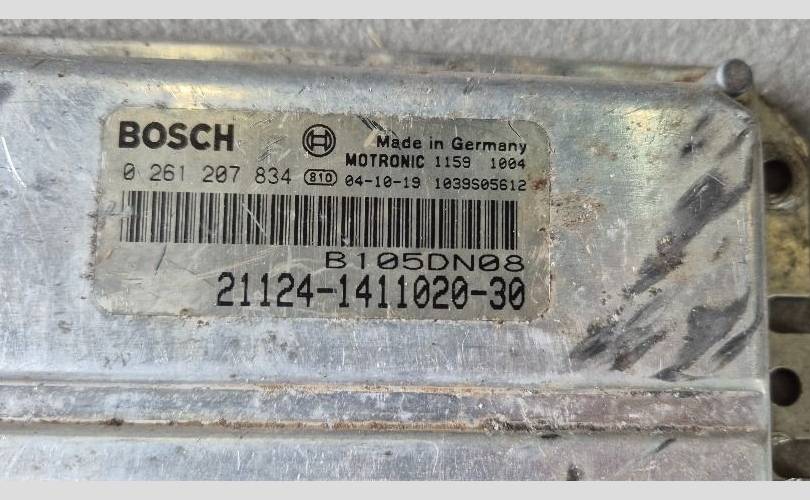 BOSCH Made in Germany
MOTRONIC 1159 1004
0 261 207 834 810 04-10-19 1039S05612
B105DN08
21124-1411020-30